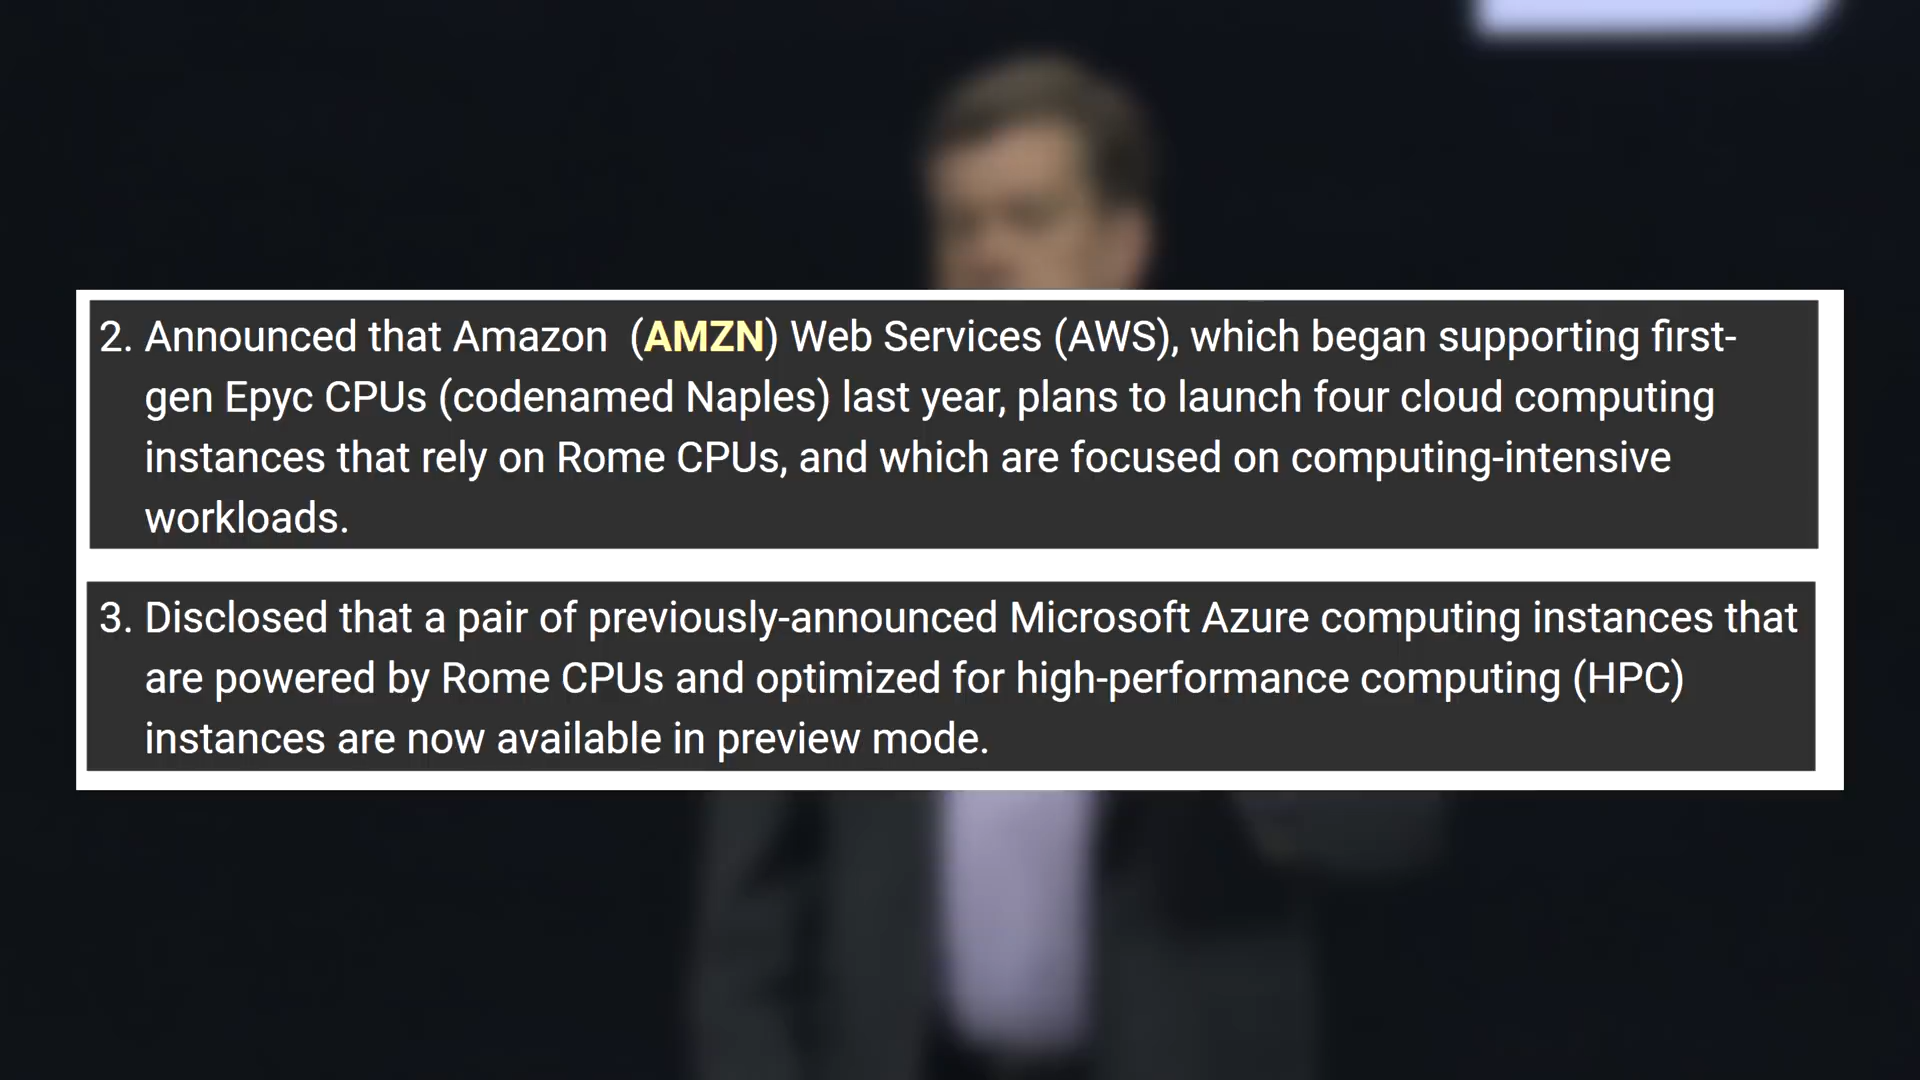 2. Announced that Amazon (AMZN) Web Services (AWS), which began supporting first-
gen Epyc CPUs (codenamed Naples) last year, plans to launch four cloud computing
instances that rely on Rome CPUs, and which are focused on computing-intensive
workloads.
3. Disclosed that a pair of previously-announced Microsoft Azure computing instances that
are powered by Rome CPUs and optimized for high-performance computing (HPC)
instances are now available in preview mode.